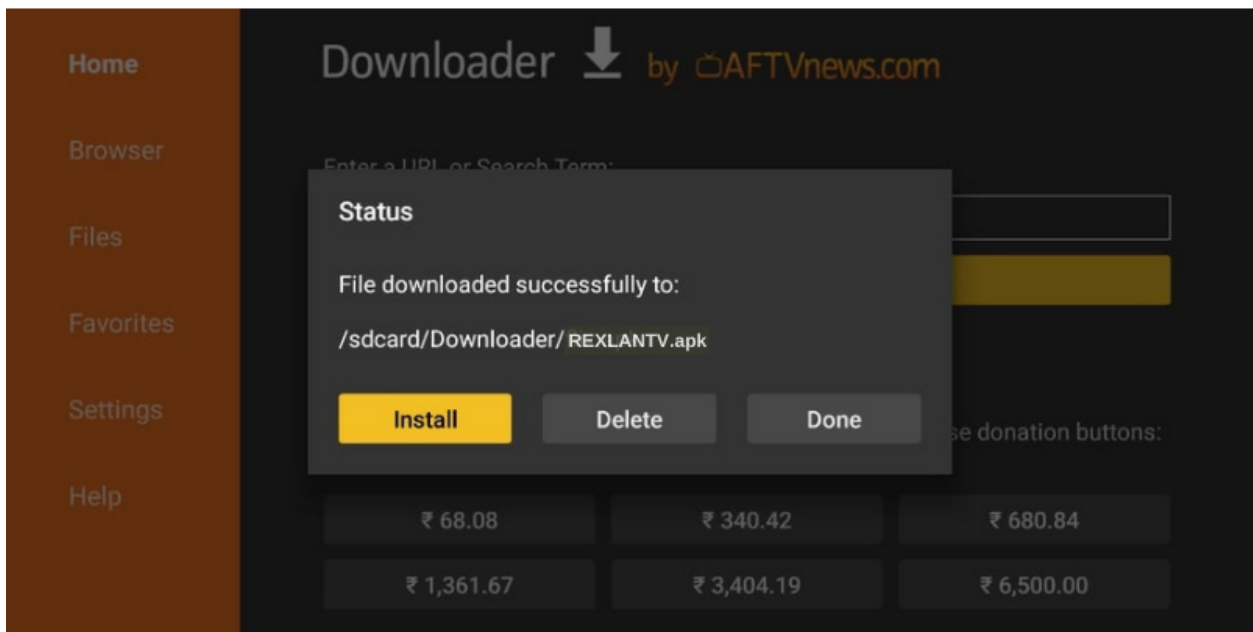 Home
Browser
Files
Favorites
Settings
Help
Downloader by AFTVnews.com
Enter a URL or Search Term:
Status
File downloaded successfully to:
/sdcard/Downloader/REXLANTV.apk
Install Delete Done
se donation buttons:
₹ 68.08 ₹ 340.42 ₹ 680.84
₹ 1,361.67 ₹ 3,404.19 ₹ 6,500.00